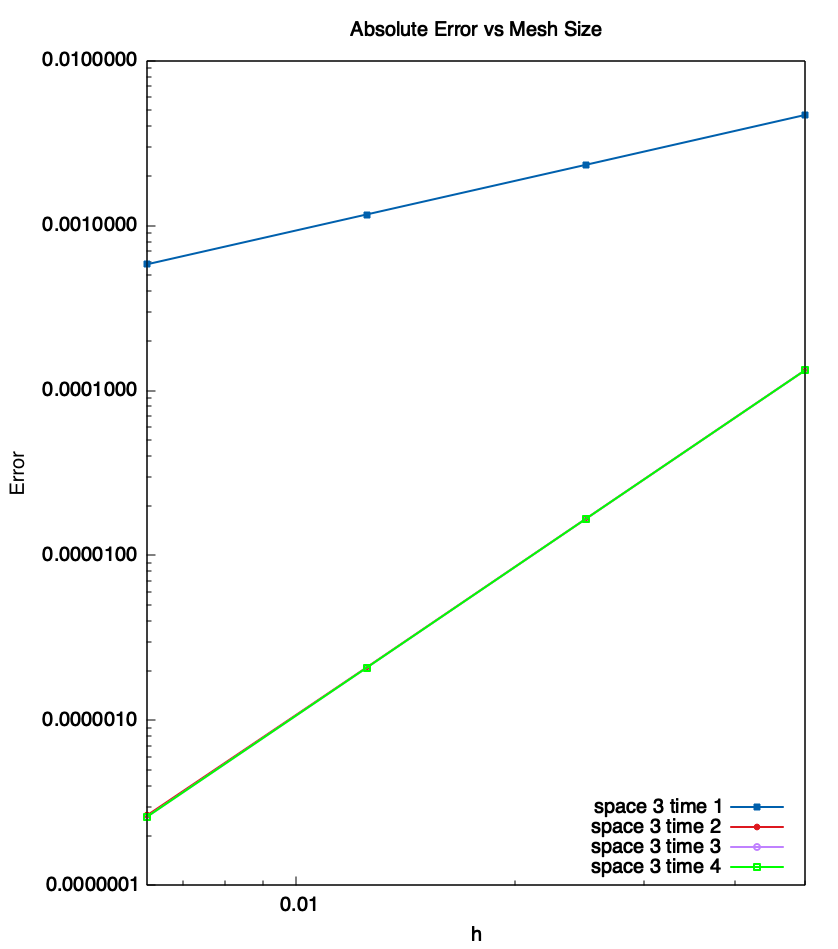 Absolute Error vs Mesh Size
0.0100000
0.0010000
0.0001000
0.0000100
0.0000010
0.0000001
Error
space 3 time 1
space 3 time 2
space 3 time 3
space 3 time 4
0.01
h